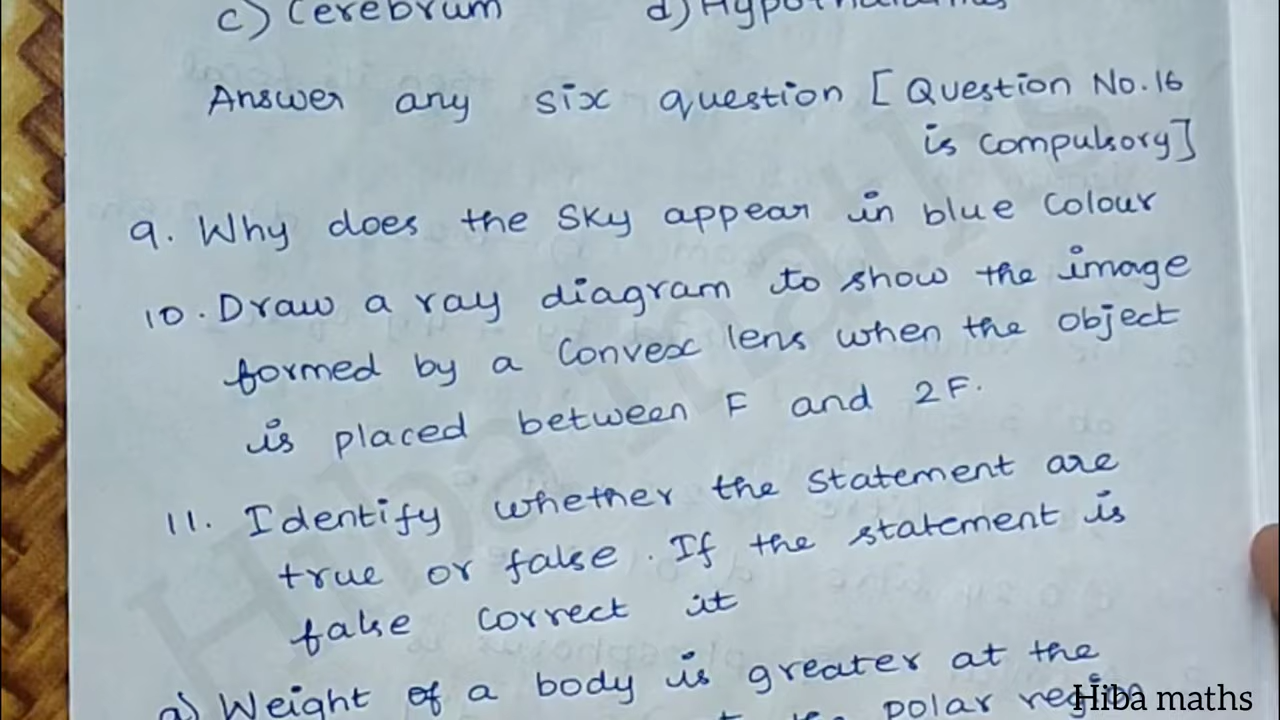 c) Cerebrum d)
Answer any six question [Question No.16
is compulsory]
9. Why does the Sky appear in blue Colour
10. Draw a ray diagram to show the image
formed by a Convex lens when the object
is placed between F and 2F.
11. Identify whether the statement are
true or false. If the statement is
false correct it
a) Weight of a body is greater at the
polar region
Hiba maths